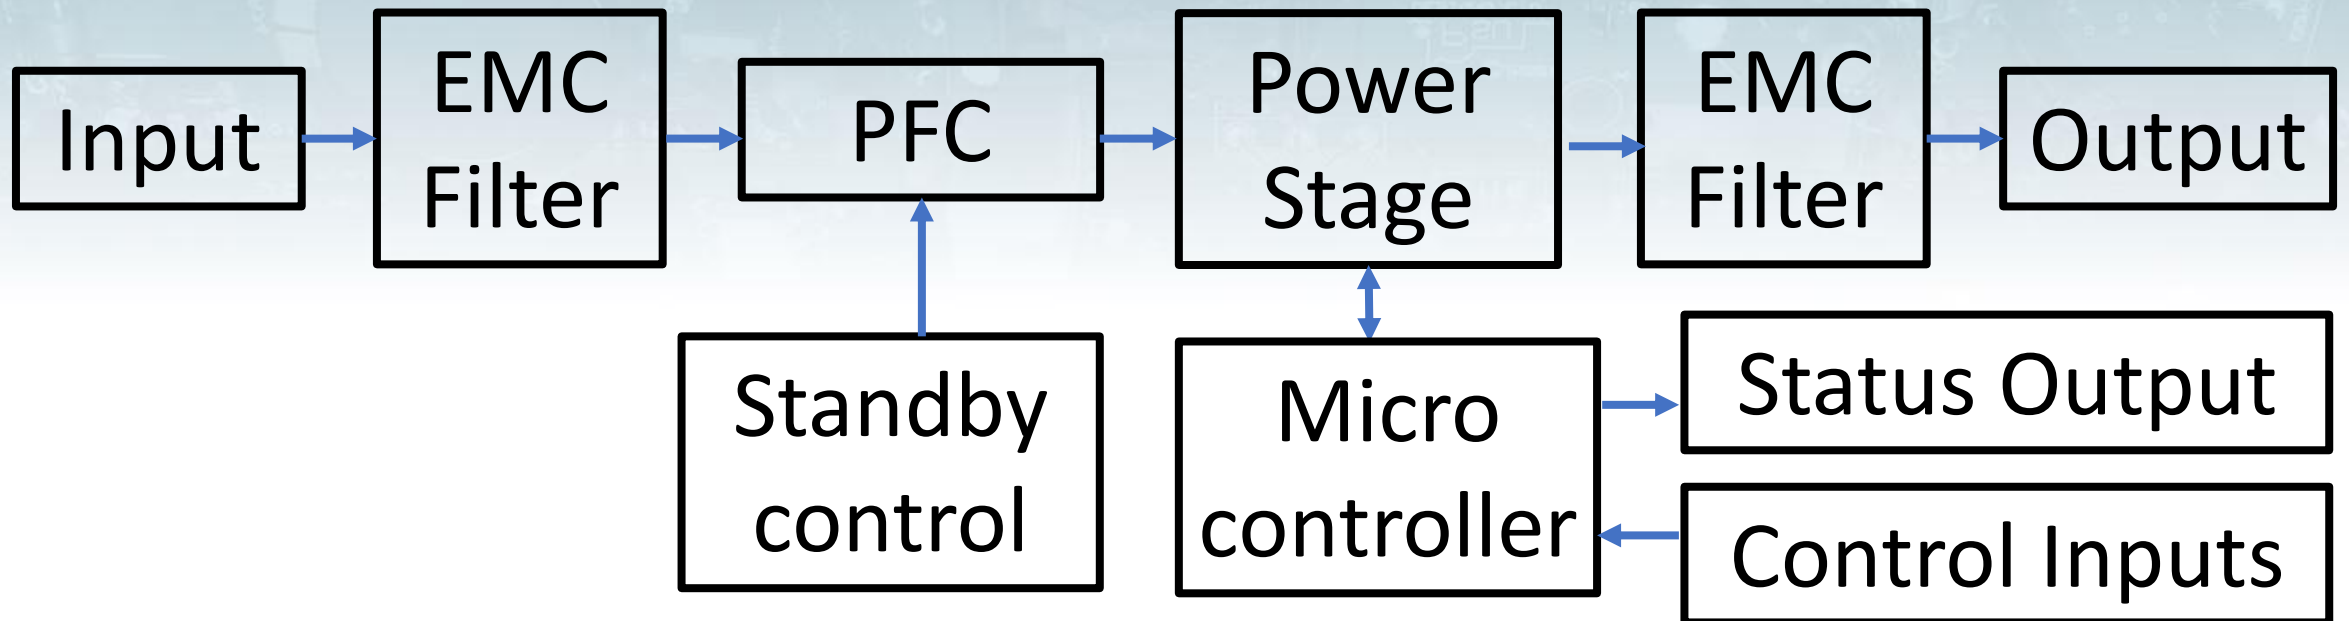 Input
EMC
Filter
PFC
Power
Stage
EMC
Filter
Output
Standby
control
Micro
controller
Status Output
Control Inputs